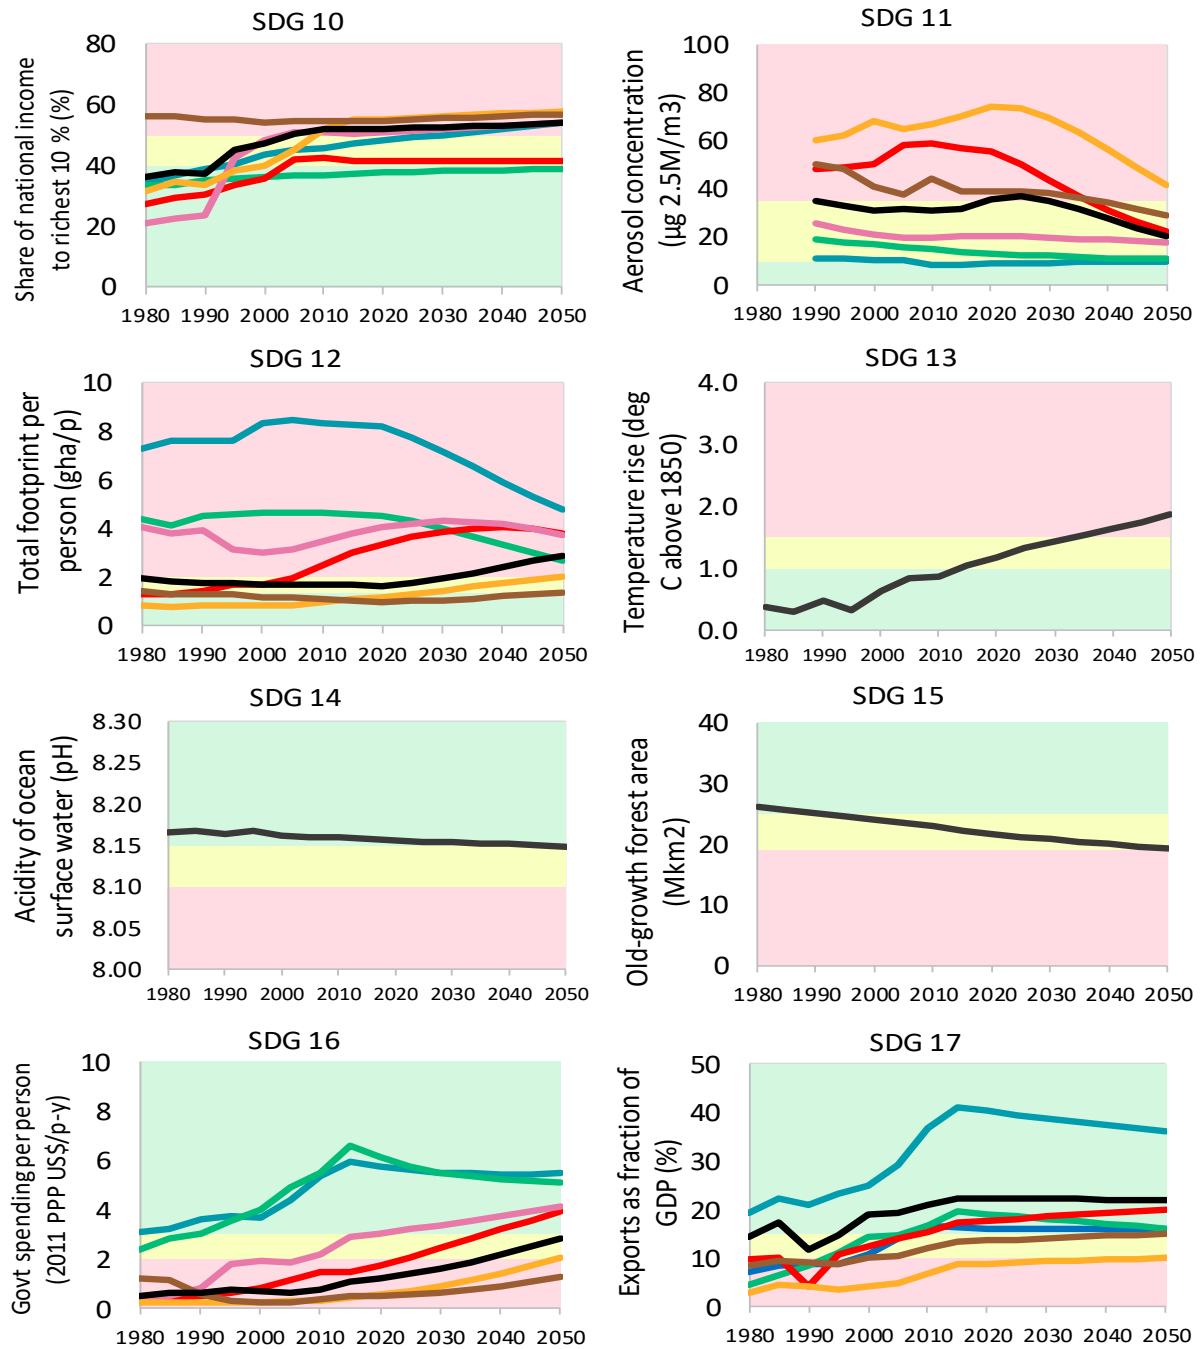 SDG 10
Share of national income
to richest 10 % (%)
80
60
40
20
0
1980 1990 2000 2010 2020 2030 2040 2050
SDG 11
Aerosol concentration
(µg 2.5M/m3)
100
80
60
40
20
0
1980 1990 2000 2010 2020 2030 2040 2050
SDG 12
Total footprint per
person (gha/p)
10
8
6
4
2
0
1980 1990 2000 2010 2020 2030 2040 2050
SDG 13
Temperature rise (deg
C above 1850)
4.0
3.0
2.0
1.0
0.0
1980 1990 2000 2010 2020 2030 2040 2050
SDG 14
Acidity of ocean
surface water (pH)
8.30
8.25
8.20
8.15
8.10
8.05
8.00
1980 1990 2000 2010 2020 2030 2040 2050
SDG 15
Old-growth forest area
(Mkm2)
40
30
20
10
0
1980 1990 2000 2010 2020 2030 2040 2050
SDG 16
Govt spending per person
(2011 PPP US$/p-y)
10
8
6
4
2
0
1980 1990 2000 2010 2020 2030 2040 2050
SDG 17
Exports as fraction of
GDP (%)
50
40
30
20
10
0
1980 1990 2000 2010 2020 2030 2040 2050